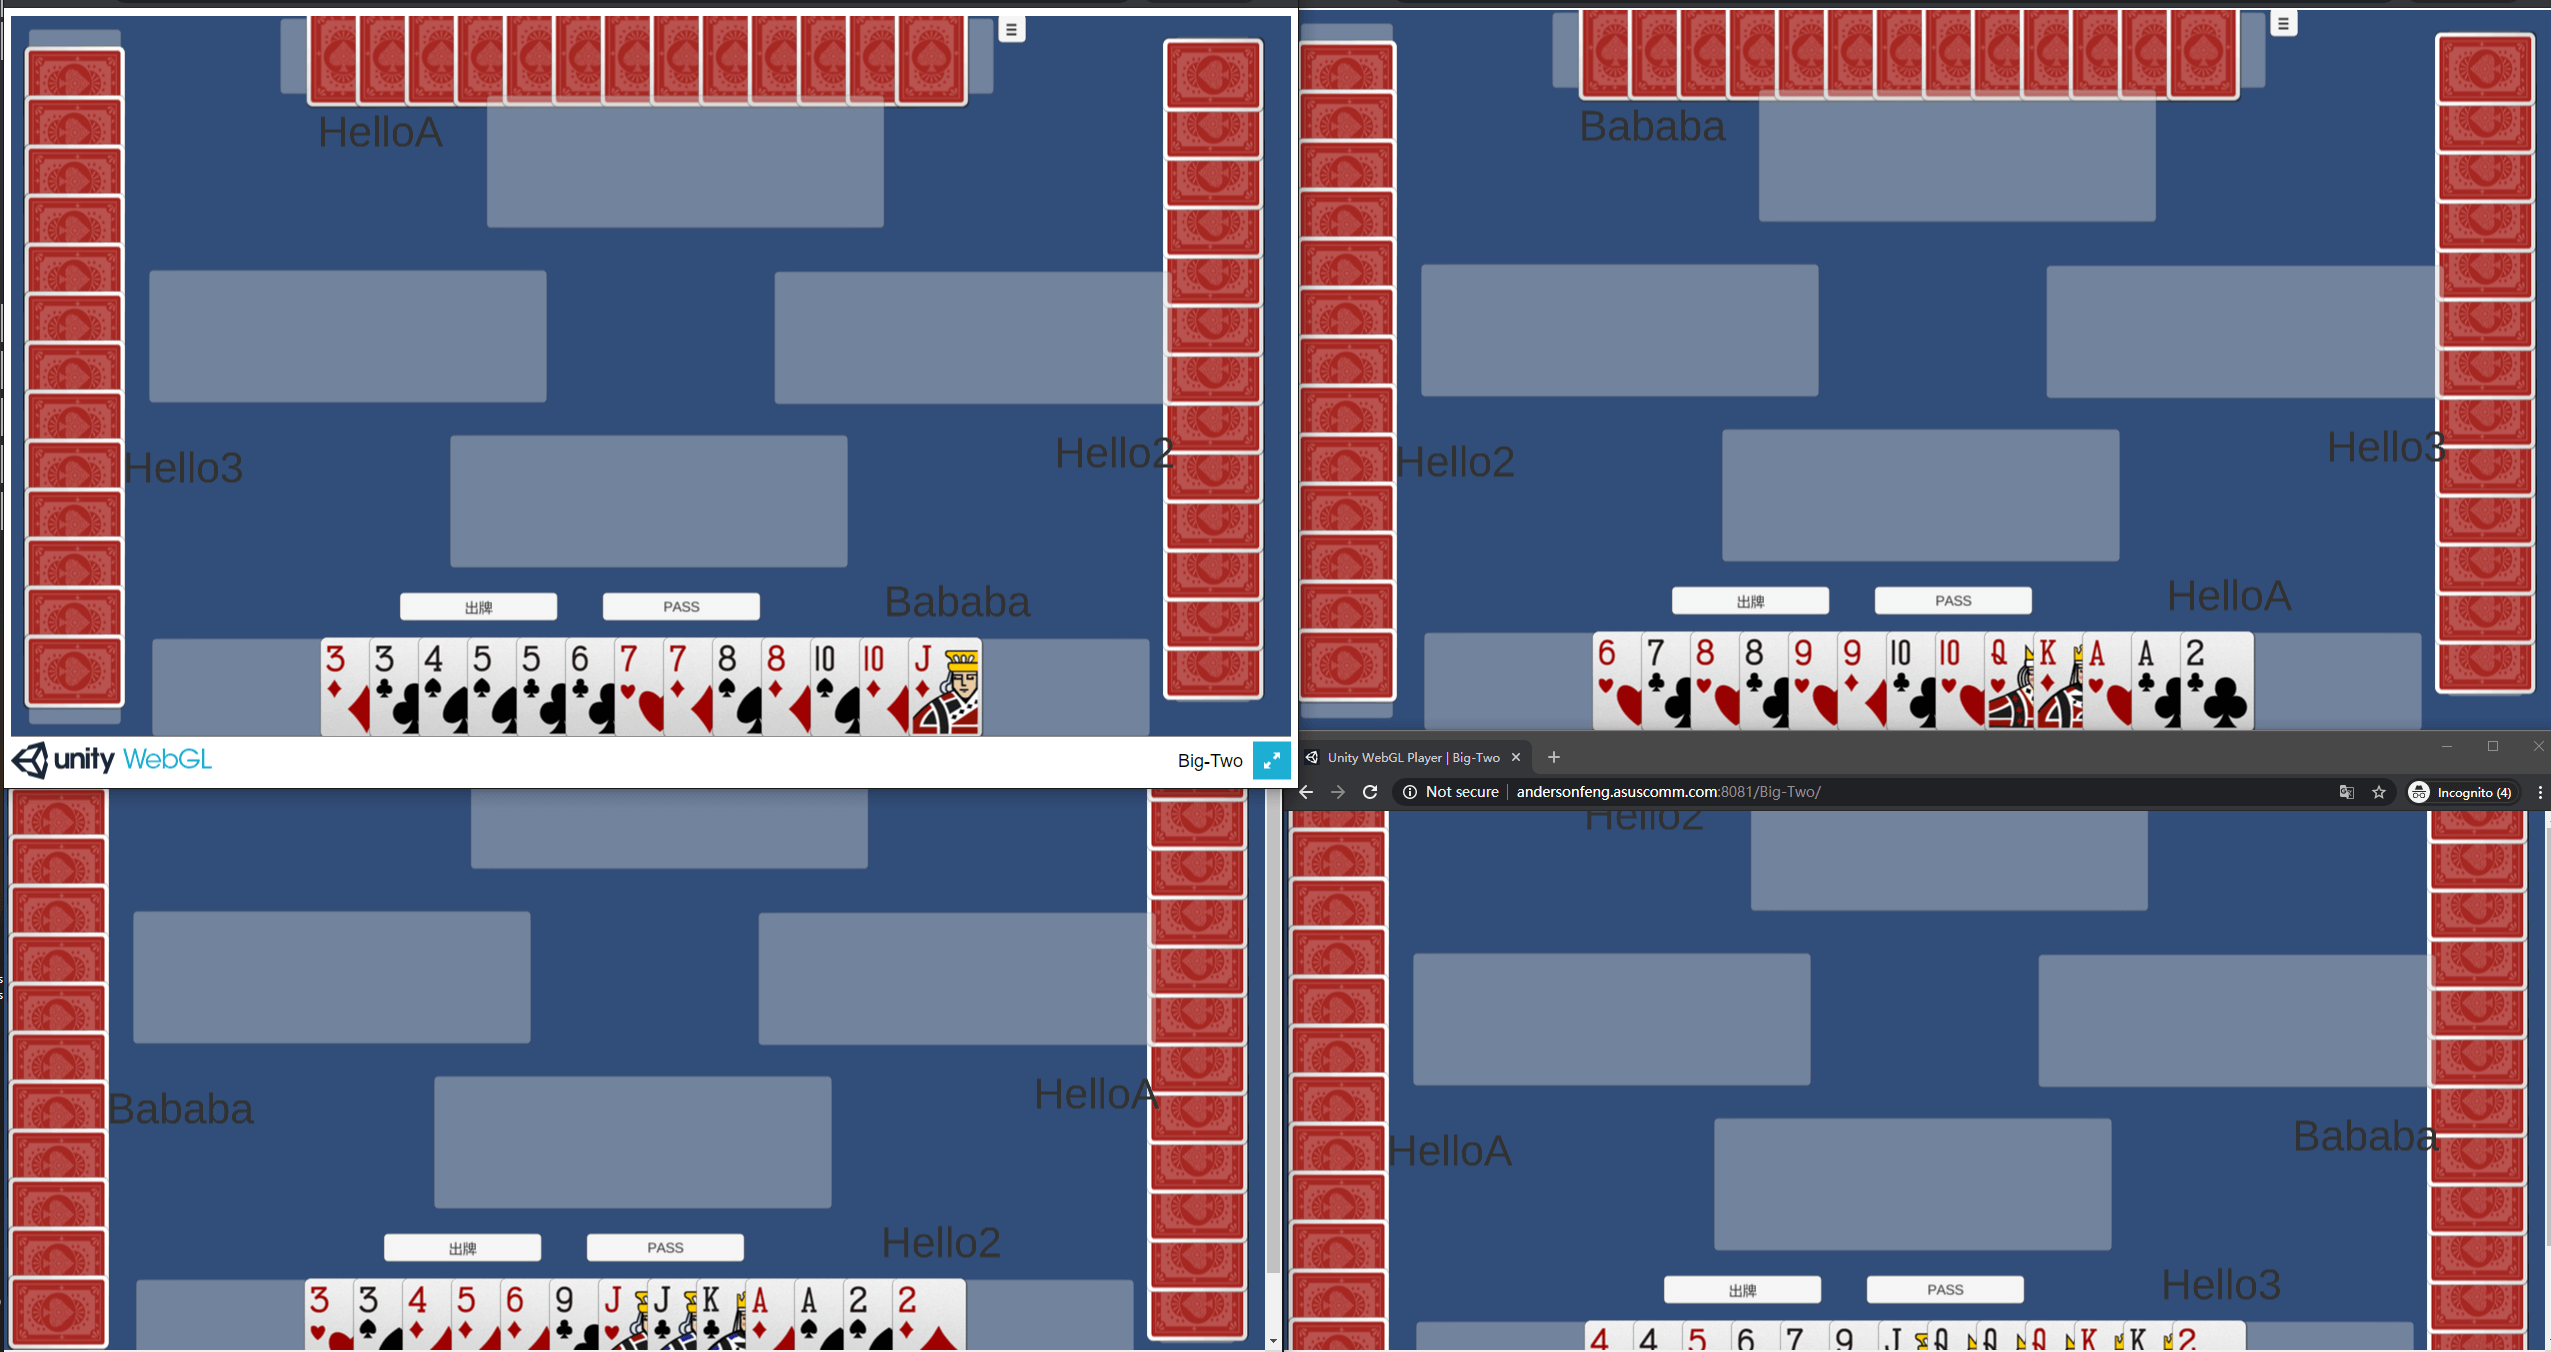 HelloA
Hello3
Hello2
Bababa
出牌
PASS
3 3 4 5 5 6 7 7 8 8 10 10 J
unity WebGL
Big-Two
Bababa
Hello2
Hello3
HelloA
出牌
PASS
6 7 8 8 9 9 10 10 Q K A A 2
Bababa
HelloA
Hello2
出牌
PASS
3 3 4 5 6 9 J J K A A 2 2
Unity WebGL Player | Big-Two
Not secure | andersonfeng.asuscomm.com:8081/Big-Two/
Incognito (4)
Hello2
HelloA
Bababa
Hello3
出牌
PASS
4 4 5 6 7 9 J Q Q Q K K 2